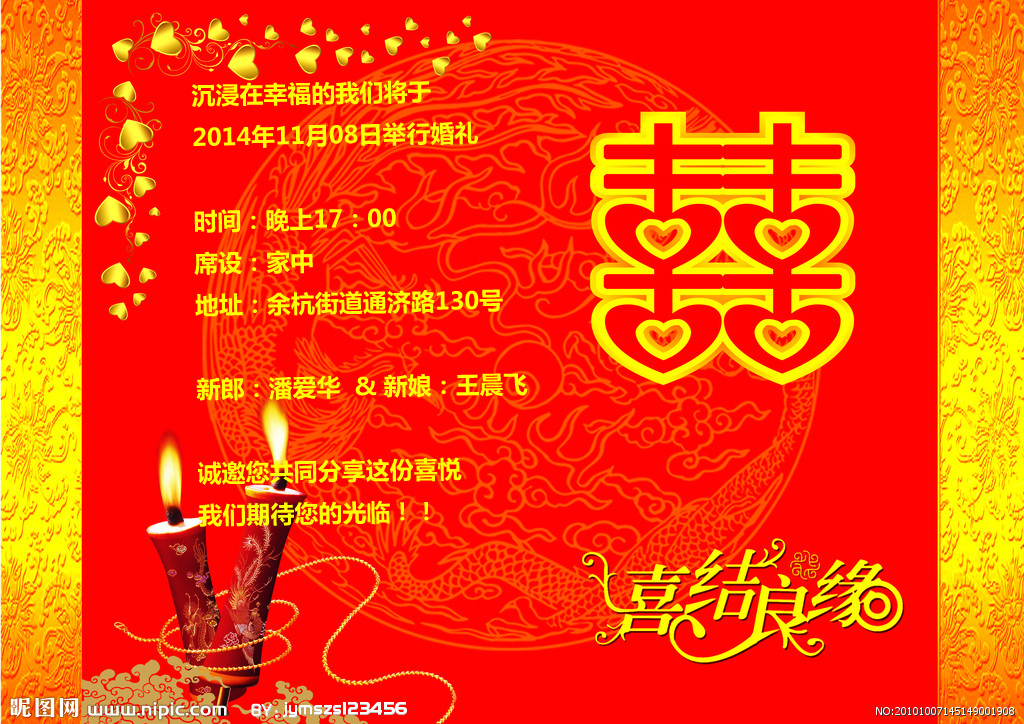 沉浸在幸福的我们将于
2014年11月08日举行婚礼
时间：晚上17：00
席设：家中
地址：余杭街道通济路130号
新郎：潘爱华 & 新娘：王晨飞
诚邀您共同分享这份喜悦
我们期待您的光临！！
囍
喜结良缘
昵图网 www.nipic.com BY：jymszs123456
NO:20101007145149001908